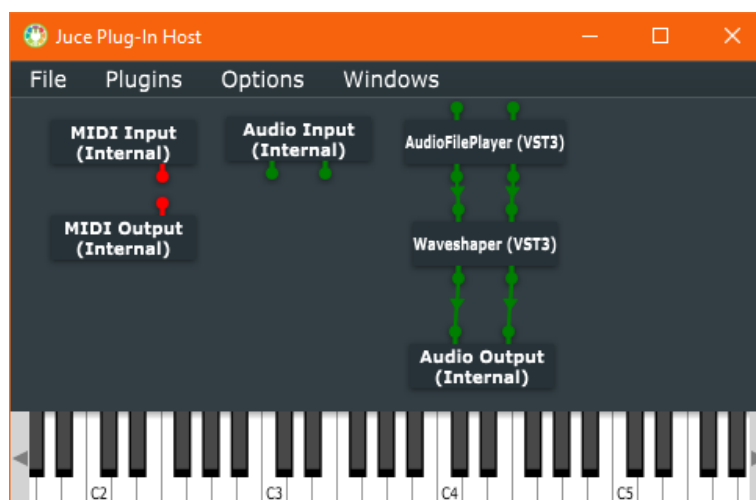 Juce Plug-In Host
File Plugins Options Windows
MIDI Input
(Internal)
Audio Input
(Internal)
AudioFilePlayer (VST3)
MIDI Output
(Internal)
Waveshaper (VST3)
Audio Output
(Internal)
C2 C3 C4 C5